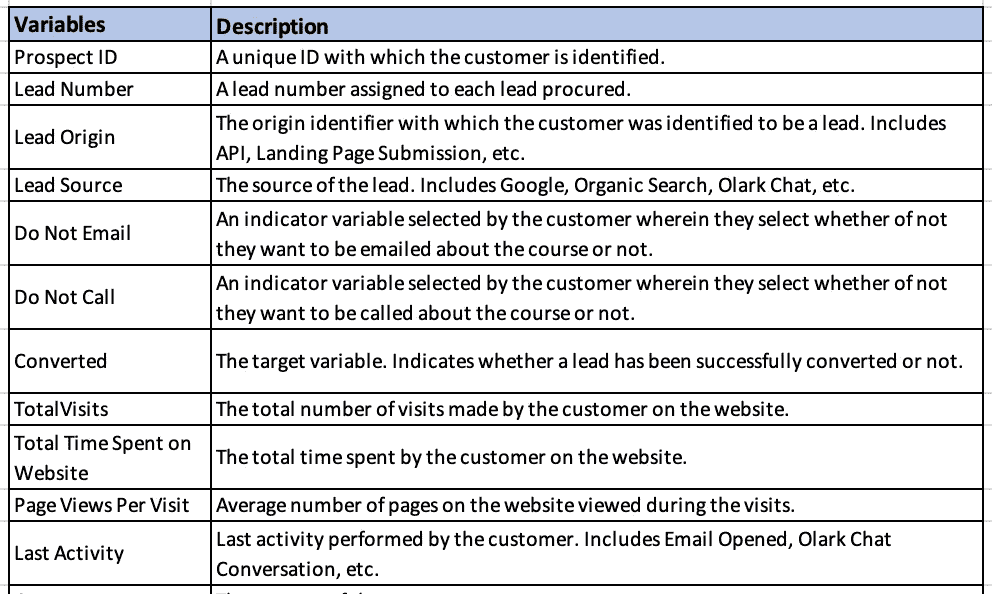 Variables Description
Prospect ID A unique ID with which the customer is identified.
Lead Number A lead number assigned to each lead procured.
Lead Origin The origin identifier with which the customer was identified to be a lead. Includes
API, Landing Page Submission, etc.
Lead Source The source of the lead. Includes Google, Organic Search, Olark Chat, etc.
Do Not Email An indicator variable selected by the customer wherein they select whether of not
they want to be emailed about the course or not.
Do Not Call An indicator variable selected by the customer wherein they select whether of not
they want to be called about the course or not.
Converted The target variable. Indicates whether a lead has been successfully converted or not.
TotalVisits The total number of visits made by the customer on the website.
Total Time Spent on
Website The total time spent by the customer on the website.
Page Views Per Visit Average number of pages on the website viewed during the visits.
Last Activity Last activity performed by the customer. Includes Email Opened, Olark Chat
Conversation, etc.